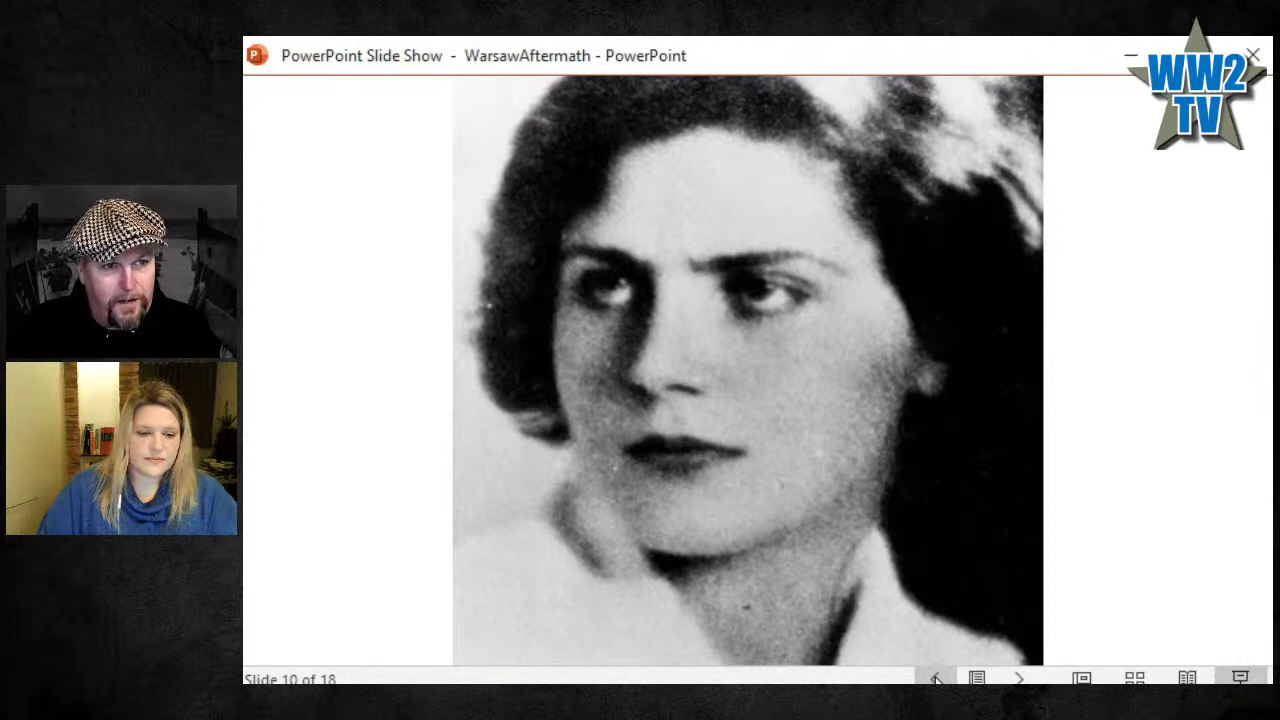 PowerPoint Slide Show - WarsawAftermath - PowerPoint
WW2
TV
Slide 10 of 18